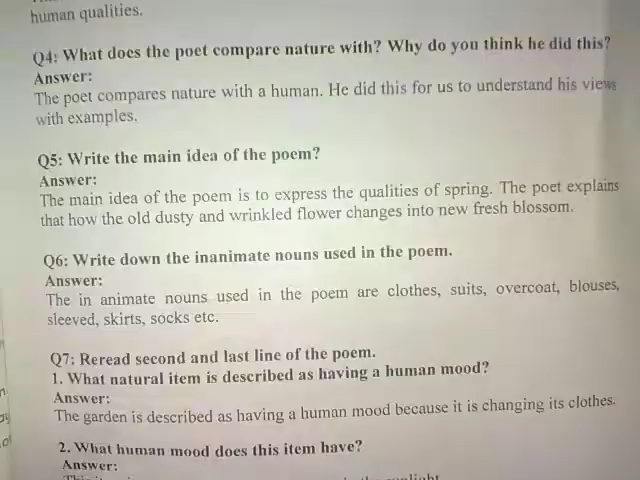 human qualities.
Q4: What does the poet compare nature with? Why do you think he did this?
Answer:
The poet compares nature with a human. He did this for us to understand his views
with examples.
Q5: Write the main idea of the poem?
Answer:
The main idea of the poem is to express the qualities of spring. The poet explains
that how the old dusty and wrinkled flower changes into new fresh blossom.
Q6: Write down the inanimate nouns used in the poem.
Answer:
The in animate nouns used in the poem are clothes, suits, overcoat, blouses,
sleeved, skirts, socks etc.
Q7: Reread second and last line of the poem.
1. What natural item is described as having a human mood?
Answer:
The garden is described as having a human mood because it is changing its clothes.
2. What human mood does this item have?
Answer: